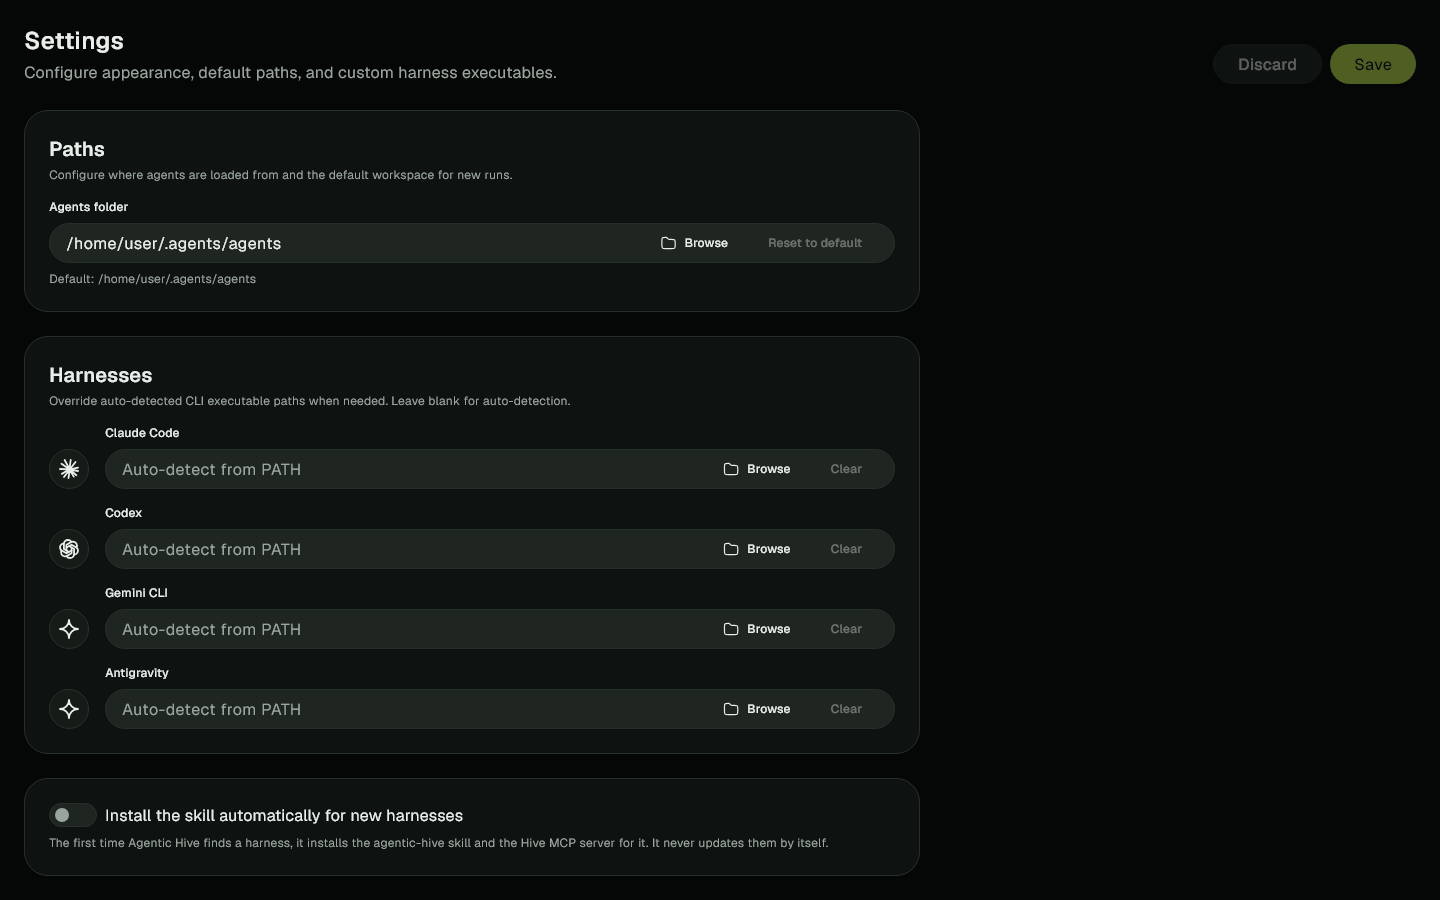 Settings
Configure appearance, default paths, and custom harness executables.
Discard
Save
Paths
Configure where agents are loaded from and the default workspace for new runs.
Agents folder
/home/user/.agents/agents
Browse
Reset to default
Default: /home/user/.agents/agents
Harnesses
Override auto-detected CLI executable paths when needed. Leave blank for auto-detection.
Claude Code
Auto-detect from PATH
Browse
Clear
Codex
Auto-detect from PATH
Browse
Clear
Gemini CLI
Auto-detect from PATH
Browse
Clear
Antigravity
Auto-detect from PATH
Browse
Clear
Install the skill automatically for new harnesses
The first time Agentic Hive finds a harness, it installs the agentic-hive skill and the Hive MCP server for it. It never updates them by itself.